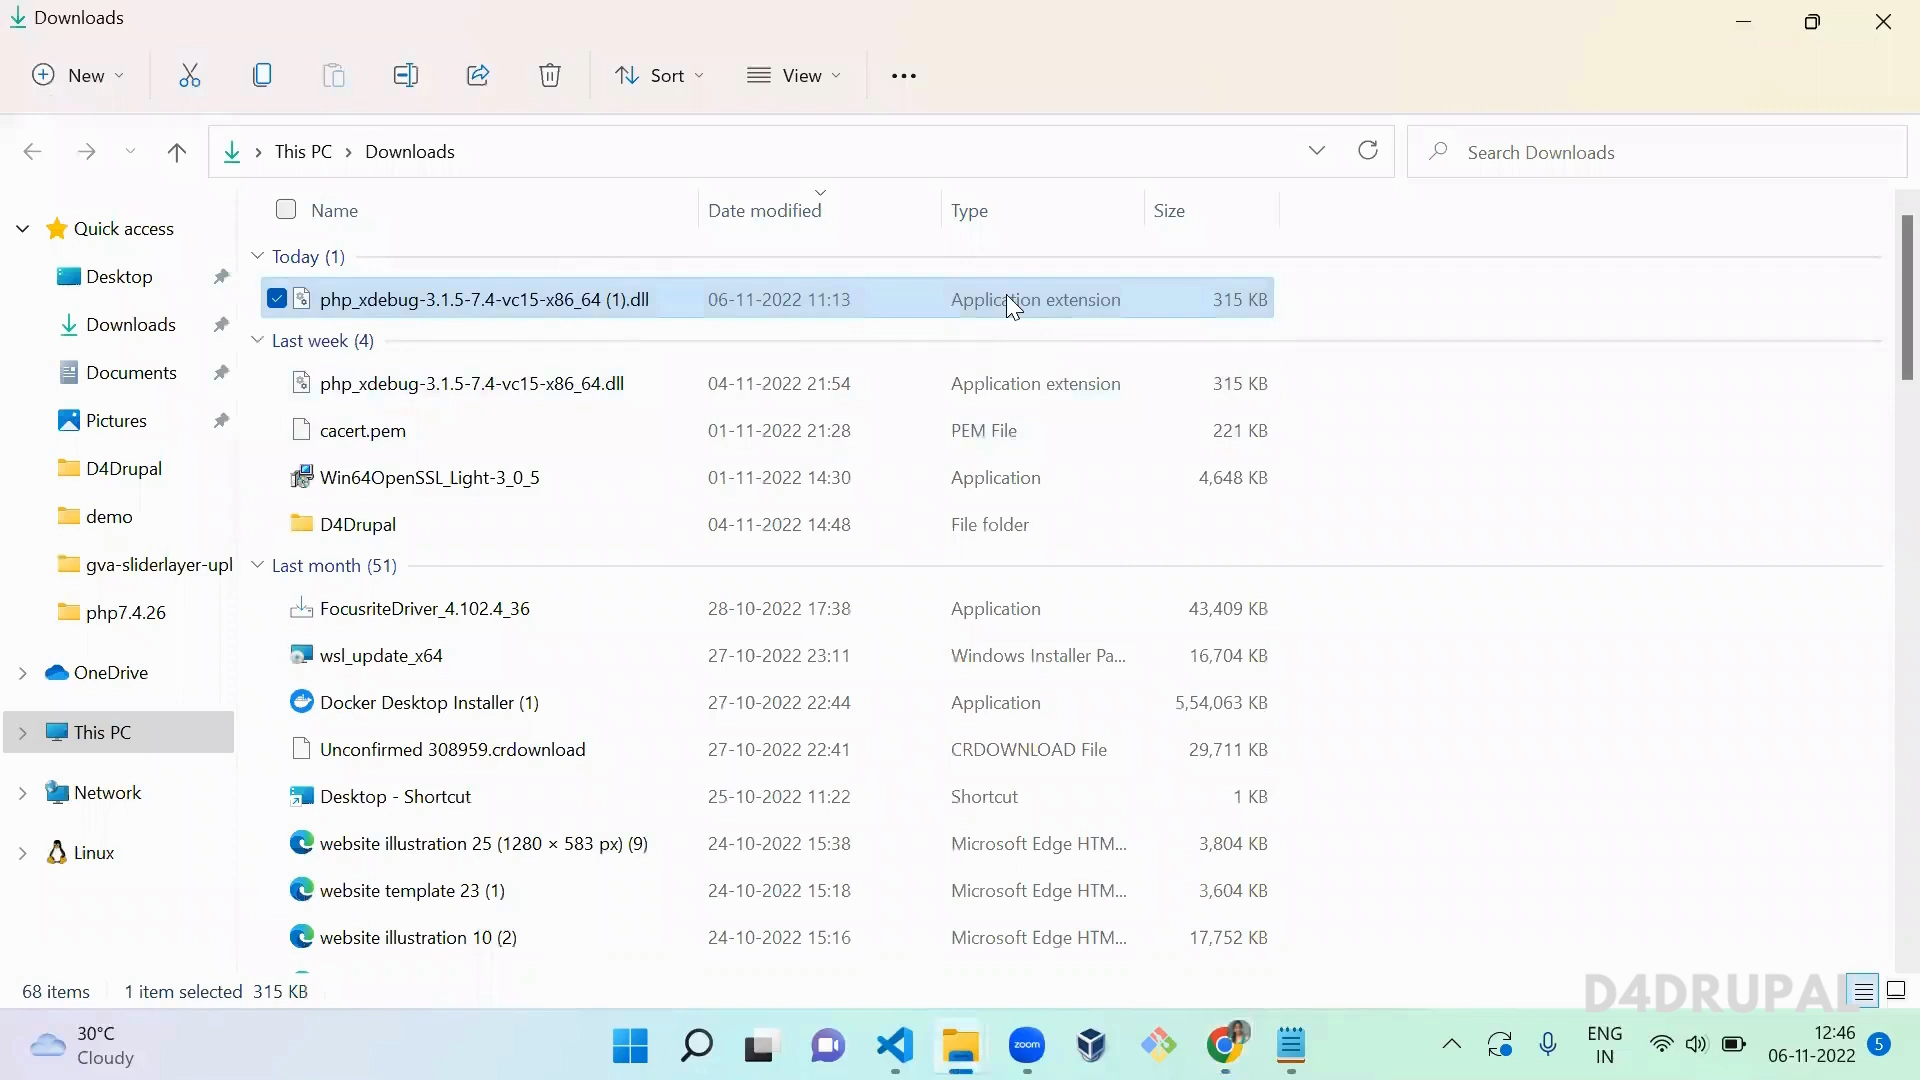 Downloads
New
Sort
View
This PC
Downloads
Search Downloads
Name
Date modified
Type
Size
Quick access
Desktop
Downloads
Documents
Pictures
D4Drupal
demo
gva-sliderlayer-upl
php7.4.26
OneDrive
This PC
Network
Linux
Today (1)
php_xdebug-3.1.5-7.4-vc15-x86_64 (1).dll 06-11-2022 11:13 Application extension 315 KB
Last week (4)
php_xdebug-3.1.5-7.4-vc15-x86_64.dll 04-11-2022 21:54 Application extension 315 KB
cacert.pem 01-11-2022 21:28 PEM File 221 KB
Win64OpenSSL_Light-3_0_5 01-11-2022 14:30 Application 4,648 KB
D4Drupal 04-11-2022 14:48 File folder
Last month (51)
FocusriteDriver_4.102.4_36 28-10-2022 17:38 Application 43,409 KB
wsl_update_x64 27-10-2022 23:11 Windows Installer Pa... 16,704 KB
Docker Desktop Installer (1) 27-10-2022 22:44 Application 5,54,063 KB
Unconfirmed 308959.crdownload 27-10-2022 22:41 CRDOWNLOAD File 29,711 KB
Desktop - Shortcut 25-10-2022 11:22 Shortcut 1 KB
website illustration 25 (1280 × 583 px) (9) 24-10-2022 15:38 Microsoft Edge HTM... 3,804 KB
website template 23 (1) 24-10-2022 15:18 Microsoft Edge HTM... 3,604 KB
website illustration 10 (2) 24-10-2022 15:16 Microsoft Edge HTM... 17,752 KB
68 items 1 item selected 315 KB
D4DRUPAL
30°C
Cloudy
zoom
ENG
IN
12:46
06-11-2022
5